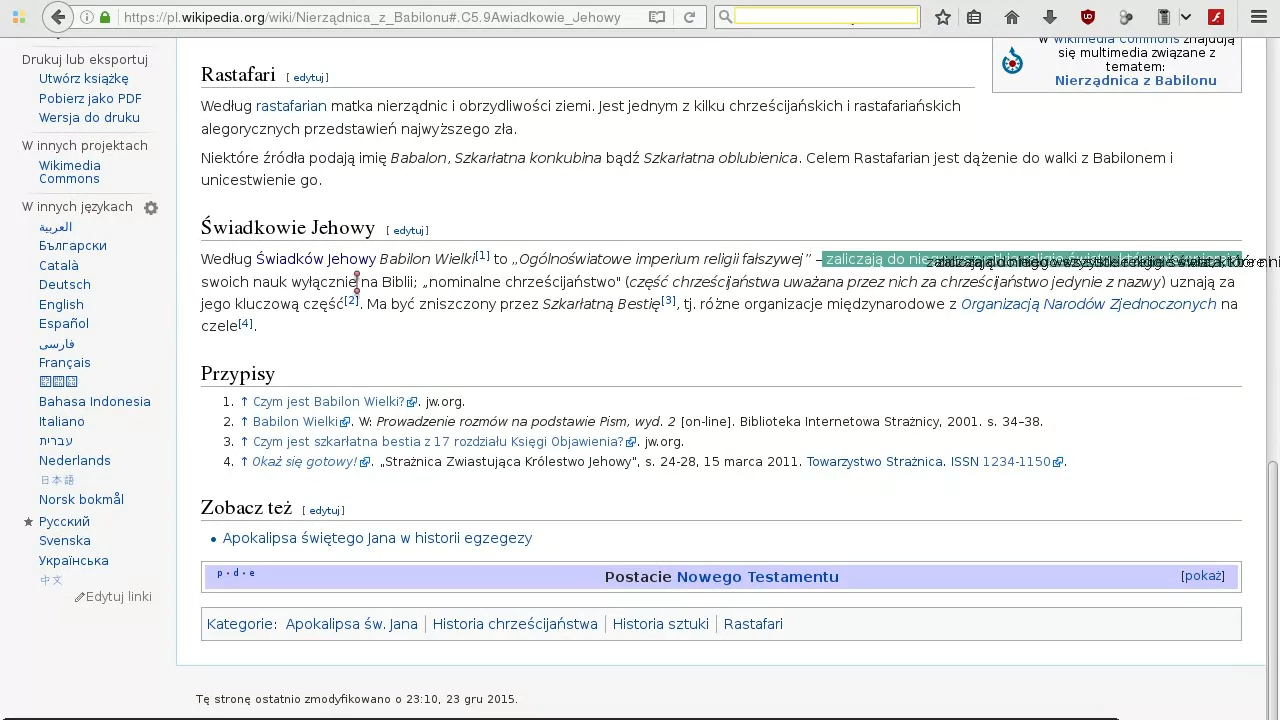 https://pl.wikipedia.org/wiki/Nierządnica_z_Babilonu#.C5.9Awiadkowie_Jehowy
Drukuj lub eksportuj
Utwórz książkę
Pobierz jako PDF
Wersja do druku
W innych projektach
Wikimedia
Commons
W innych językach
العربية
Български
Català
Deutsch
English
Español
فارسی
Français
Bahasa Indonesia
Italiano
עברית
Nederlands
日本語
Norsk bokmål
Русский
Svenska
Українська
中文
Edytuj linki
w Wikimedia Commons znajdują
się multimedia związane z
tematem:
Nierządnica z Babilonu
Rastafari [ edytuj ]
Według rastafarian matka nierządnic i obrzydliwości ziemi. Jest jednym z kilku chrześcijańskich i rastafariańskich
alegorycznych przedstawień najwyższego zła.
Niektóre źródła podają imię Babalon, Szkarłatna konkubina bądź Szkarłatna oblubienica. Celem Rastafarian jest dążenie do walki z Babilonem i
unicestwienie go.
Świadkowie Jehowy [ edytuj ]
Według Świadków Jehowy Babilon Wielki[1] to „Ogólnoświatowe imperium religii fałszywej” – zaliczają do
swoich nauk wyłącznie na Biblii; „nominalne chrześcijaństwo" (część chrześcijaństwa uważana przez nich za chrześcijaństwo jedynie z nazwy) uznają za
jego kluczową część[2]. Ma być zniszczony przez Szkarłatną Bestię[3], tj. różne organizacje międzynarodowe z Organizacją Narodów Zjednoczonych na
czele[4].
Przypisy
1. ↑ Czym jest Babilon Wielki? . jw.org.
2. ↑ Babilon Wielki . W: Prowadzenie rozmów na podstawie Pism, wyd. 2 [on-line]. Biblioteka Internetowa Strażnicy, 2001. s. 34–38.
3. ↑ Czym jest szkarłatna bestia z 17 rozdziału Księgi Objawienia? . jw.org.
4. ↑ Okaż się gotowy! . „Strażnica Zwiastująca Królestwo Jehowy", s. 24-28, 15 marca 2011. Towarzystwo Strażnica. ISSN 1234-1150 .
Zobacz też [ edytuj ]
• Apokalipsa świętego Jana w historii egzegezy
p · d · e Postacie Nowego Testamentu [pokaż]
Kategorie: Apokalipsa św. Jana | Historia chrześcijaństwa | Historia sztuki | Rastafari
Tę stronę ostatnio zmodyfikowano o 23:10, 23 gru 2015.